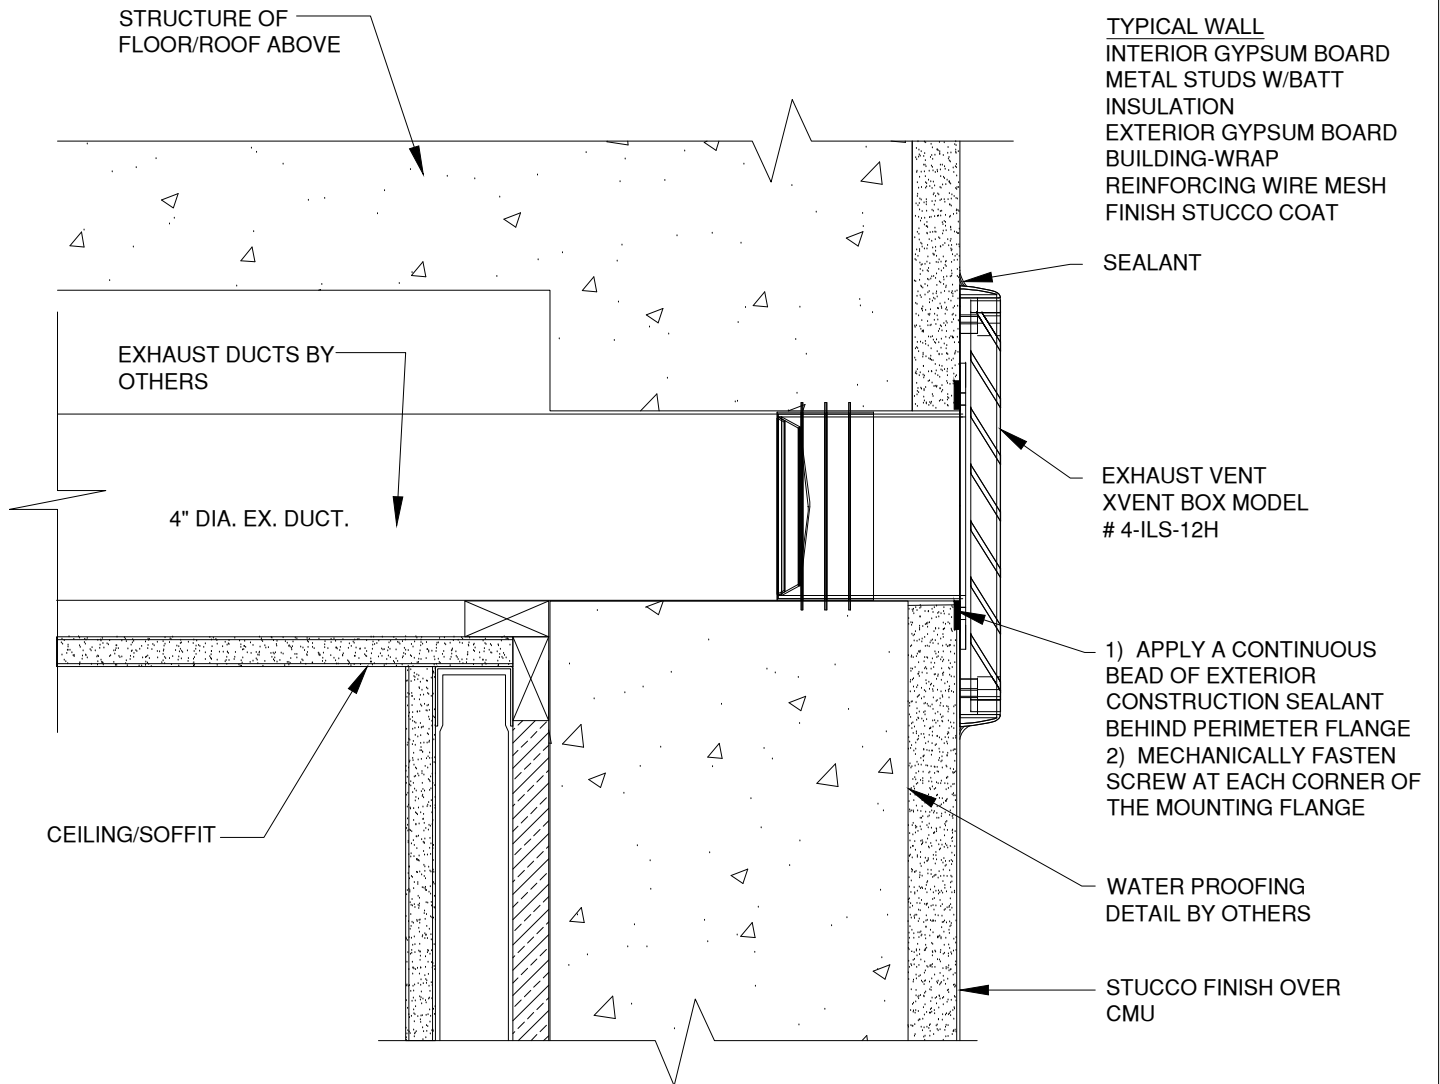 STRUCTURE OF
FLOOR/ROOF ABOVE
TYPICAL WALL
INTERIOR GYPSUM BOARD
METAL STUDS W/BATT
INSULATION
EXTERIOR GYPSUM BOARD
BUILDING-WRAP
REINFORCING WIRE MESH
FINISH STUCCO COAT
SEALANT
EXHAUST DUCTS BY
OTHERS
4" DIA. EX. DUCT.
EXHAUST VENT
XVENT BOX MODEL
# 4-ILS-12H
1) APPLY A CONTINUOUS
BEAD OF EXTERIOR
CONSTRUCTION SEALANT
BEHIND PERIMETER FLANGE
2) MECHANICALLY FASTEN
SCREW AT EACH CORNER OF
THE MOUNTING FLANGE
CEILING/SOFFIT
WATER PROOFING
DETAIL BY OTHERS
STUCCO FINISH OVER
CMU